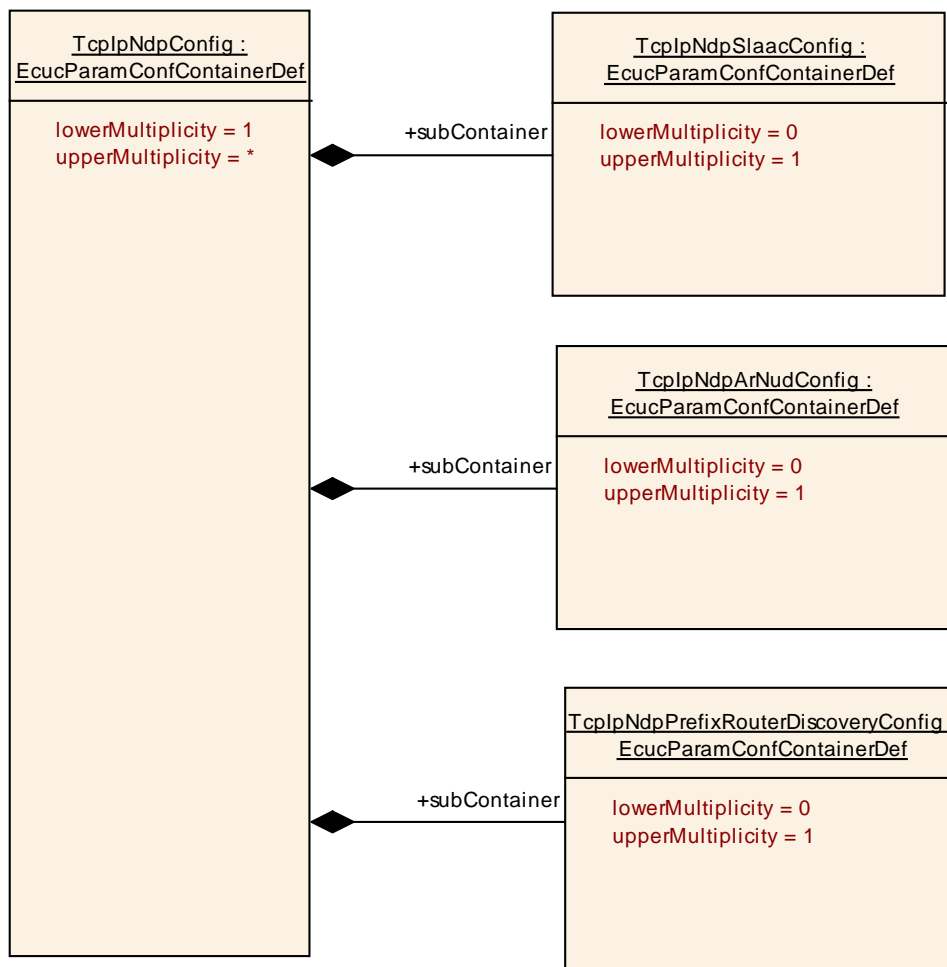 TcpIpNdpConfig :
EcucParamConfContainerDef
lowerMultiplicity = 1
upperMultiplicity = *
+subContainer
TcpIpNdpSlaacConfig :
EcucParamConfContainerDef
lowerMultiplicity = 0
upperMultiplicity = 1
+subContainer
TcpIpNdpArNudConfig :
EcucParamConfContainerDef
lowerMultiplicity = 0
upperMultiplicity = 1
+subContainer
TcpIpNdpPrefixRouterDiscoveryConfig
EcucParamConfContainerDef
lowerMultiplicity = 0
upperMultiplicity = 1